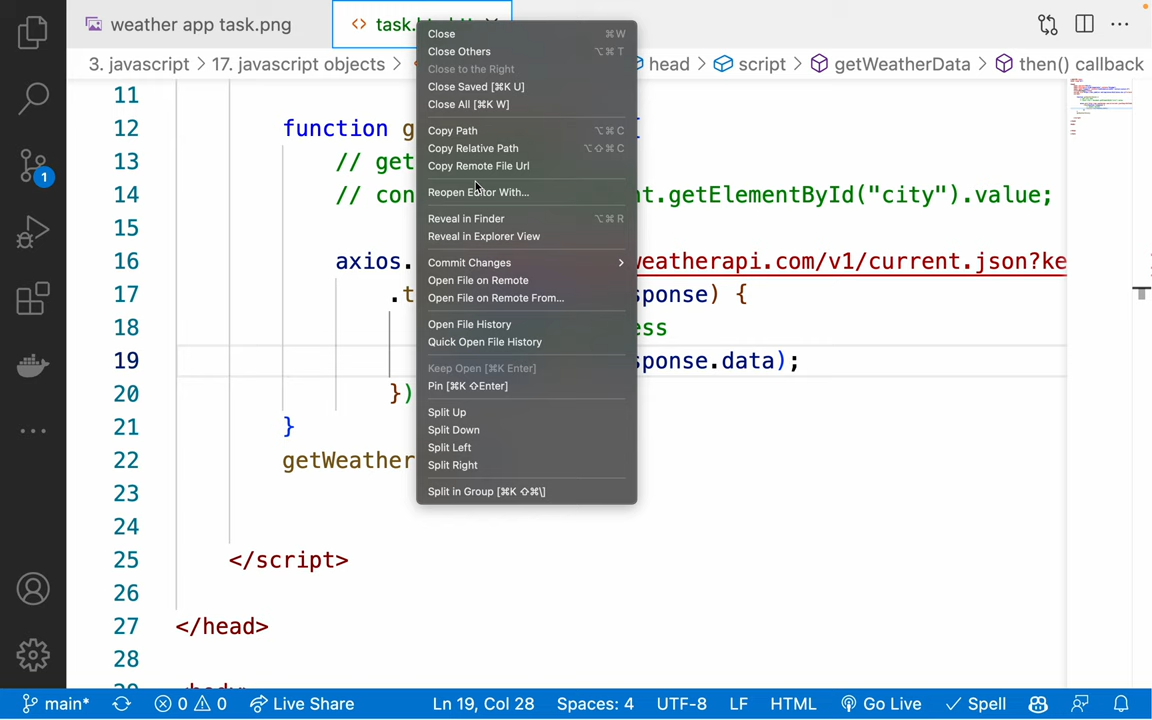 weather app task.png
task.
3. javascript > 17. javascript objects > head > script > getWeatherData > then() callback
11
12 function g {
13 // get
14 // con nt.getElementById("city").value;
15
16 axios. weatherapi.com/v1/current.json?ke
17 .t sponse) {
18 ess
19 sponse.data);
20 })
21 }
22 getWeather
23
24
25 </script>
26
27 </head>
28
Close ⌘W
Close Others ⌥⌘T
Close to the Right
Close Saved [⌘K U]
Close All [⌘K W]
Copy Path ⌥⌘C
Copy Relative Path ⌥⇧⌘C
Copy Remote File Url
Reopen Editor With...
Reveal in Finder ⌥⌘R
Reveal in Explorer View
Commit Changes >
Open File on Remote
Open File on Remote From...
Open File History
Quick Open File History
Keep Open [⌘K Enter]
Pin [⌘K ⇧Enter]
Split Up
Split Down
Split Left
Split Right
Split in Group [⌘K ⇧⌘\]
1
main* 0 0 Live Share Ln 19, Col 28 Spaces: 4 UTF-8 LF HTML Go Live Spell